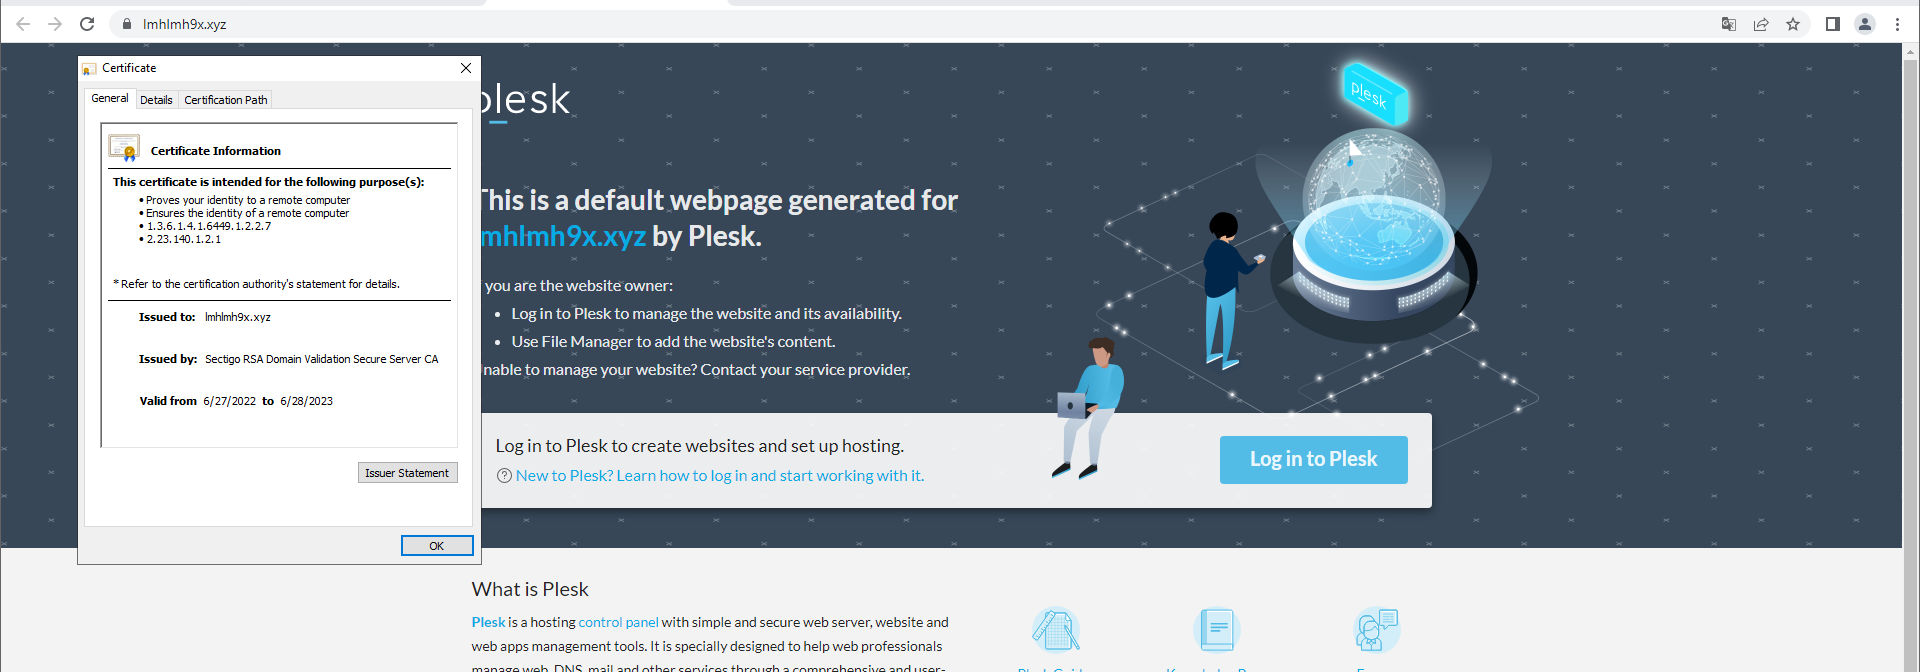 lmhlmh9x.xyz
Certificate
General Details Certification Path
Certificate Information
This certificate is intended for the following purpose(s):
• Proves your identity to a remote computer
• Ensures the identity of a remote computer
• 1.3.6.1.4.1.6449.1.2.2.7
• 2.23.140.1.2.1
* Refer to the certification authority's statement for details.
Issued to: lmhlmh9x.xyz
Issued by: Sectigo RSA Domain Validation Secure Server CA
Valid from 6/27/2022 to 6/28/2023
Issuer Statement
OK
plesk
plesk
This is a default webpage generated for
lmhlmh9x.xyz by Plesk.
f you are the website owner:
• Log in to Plesk to manage the website and its availability.
• Use File Manager to add the website's content.
Unable to manage your website? Contact your service provider.
Log in to Plesk to create websites and set up hosting.
? New to Plesk? Learn how to log in and start working with it.
Log in to Plesk
What is Plesk
Plesk is a hosting control panel with simple and secure web server, website and
web apps management tools. It is specially designed to help web professionals
manage web, DNS, mail and other services through a comprehensive and user-